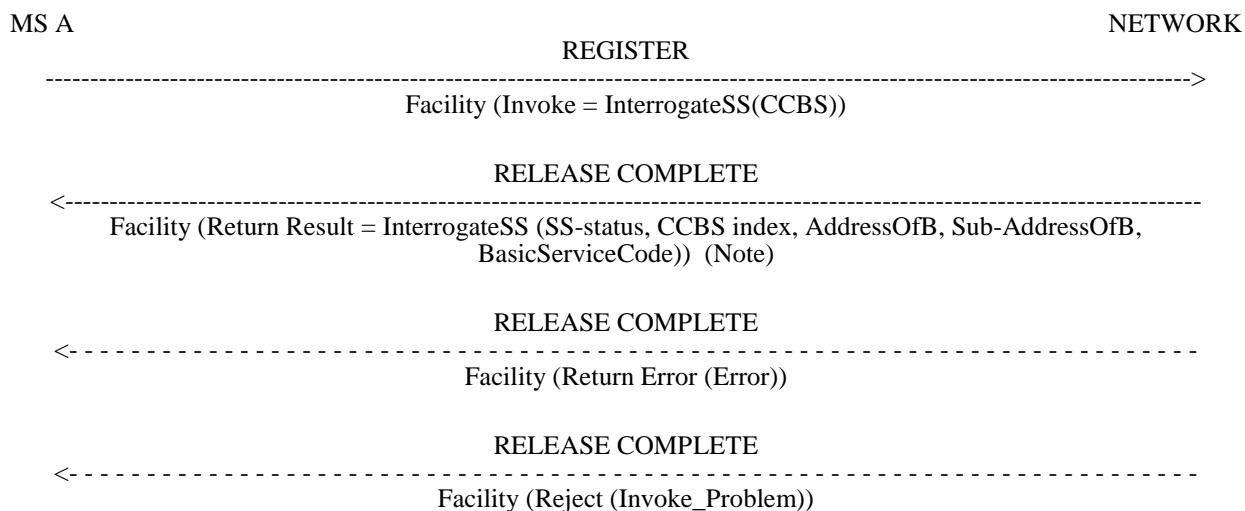 MS A NETWORK
REGISTER
------------------------------------------------------------------------------------------------------------------------------------>
Facility (Invoke = InterrogateSS(CCBS))
RELEASE COMPLETE
<------------------------------------------------------------------------------------------------------------------------------------
Facility (Return Result = InterrogateSS (SS-status, CCBS index, AddressOfB, Sub-AddressOfB,
BasicServiceCode)) (Note)
RELEASE COMPLETE
<- - - - - - - - - - - - - - - - - - - - - - - - - - - - - - - - - - - - - - - - - - - - - - - - - - - - - - - - - - - - - - - - - - - -
Facility (Return Error (Error))
RELEASE COMPLETE
<- - - - - - - - - - - - - - - - - - - - - - - - - - - - - - - - - - - - - - - - - - - - - - - - - - - - - - - - - - - - - - - - - - - -
Facility (Reject (Invoke_Problem))